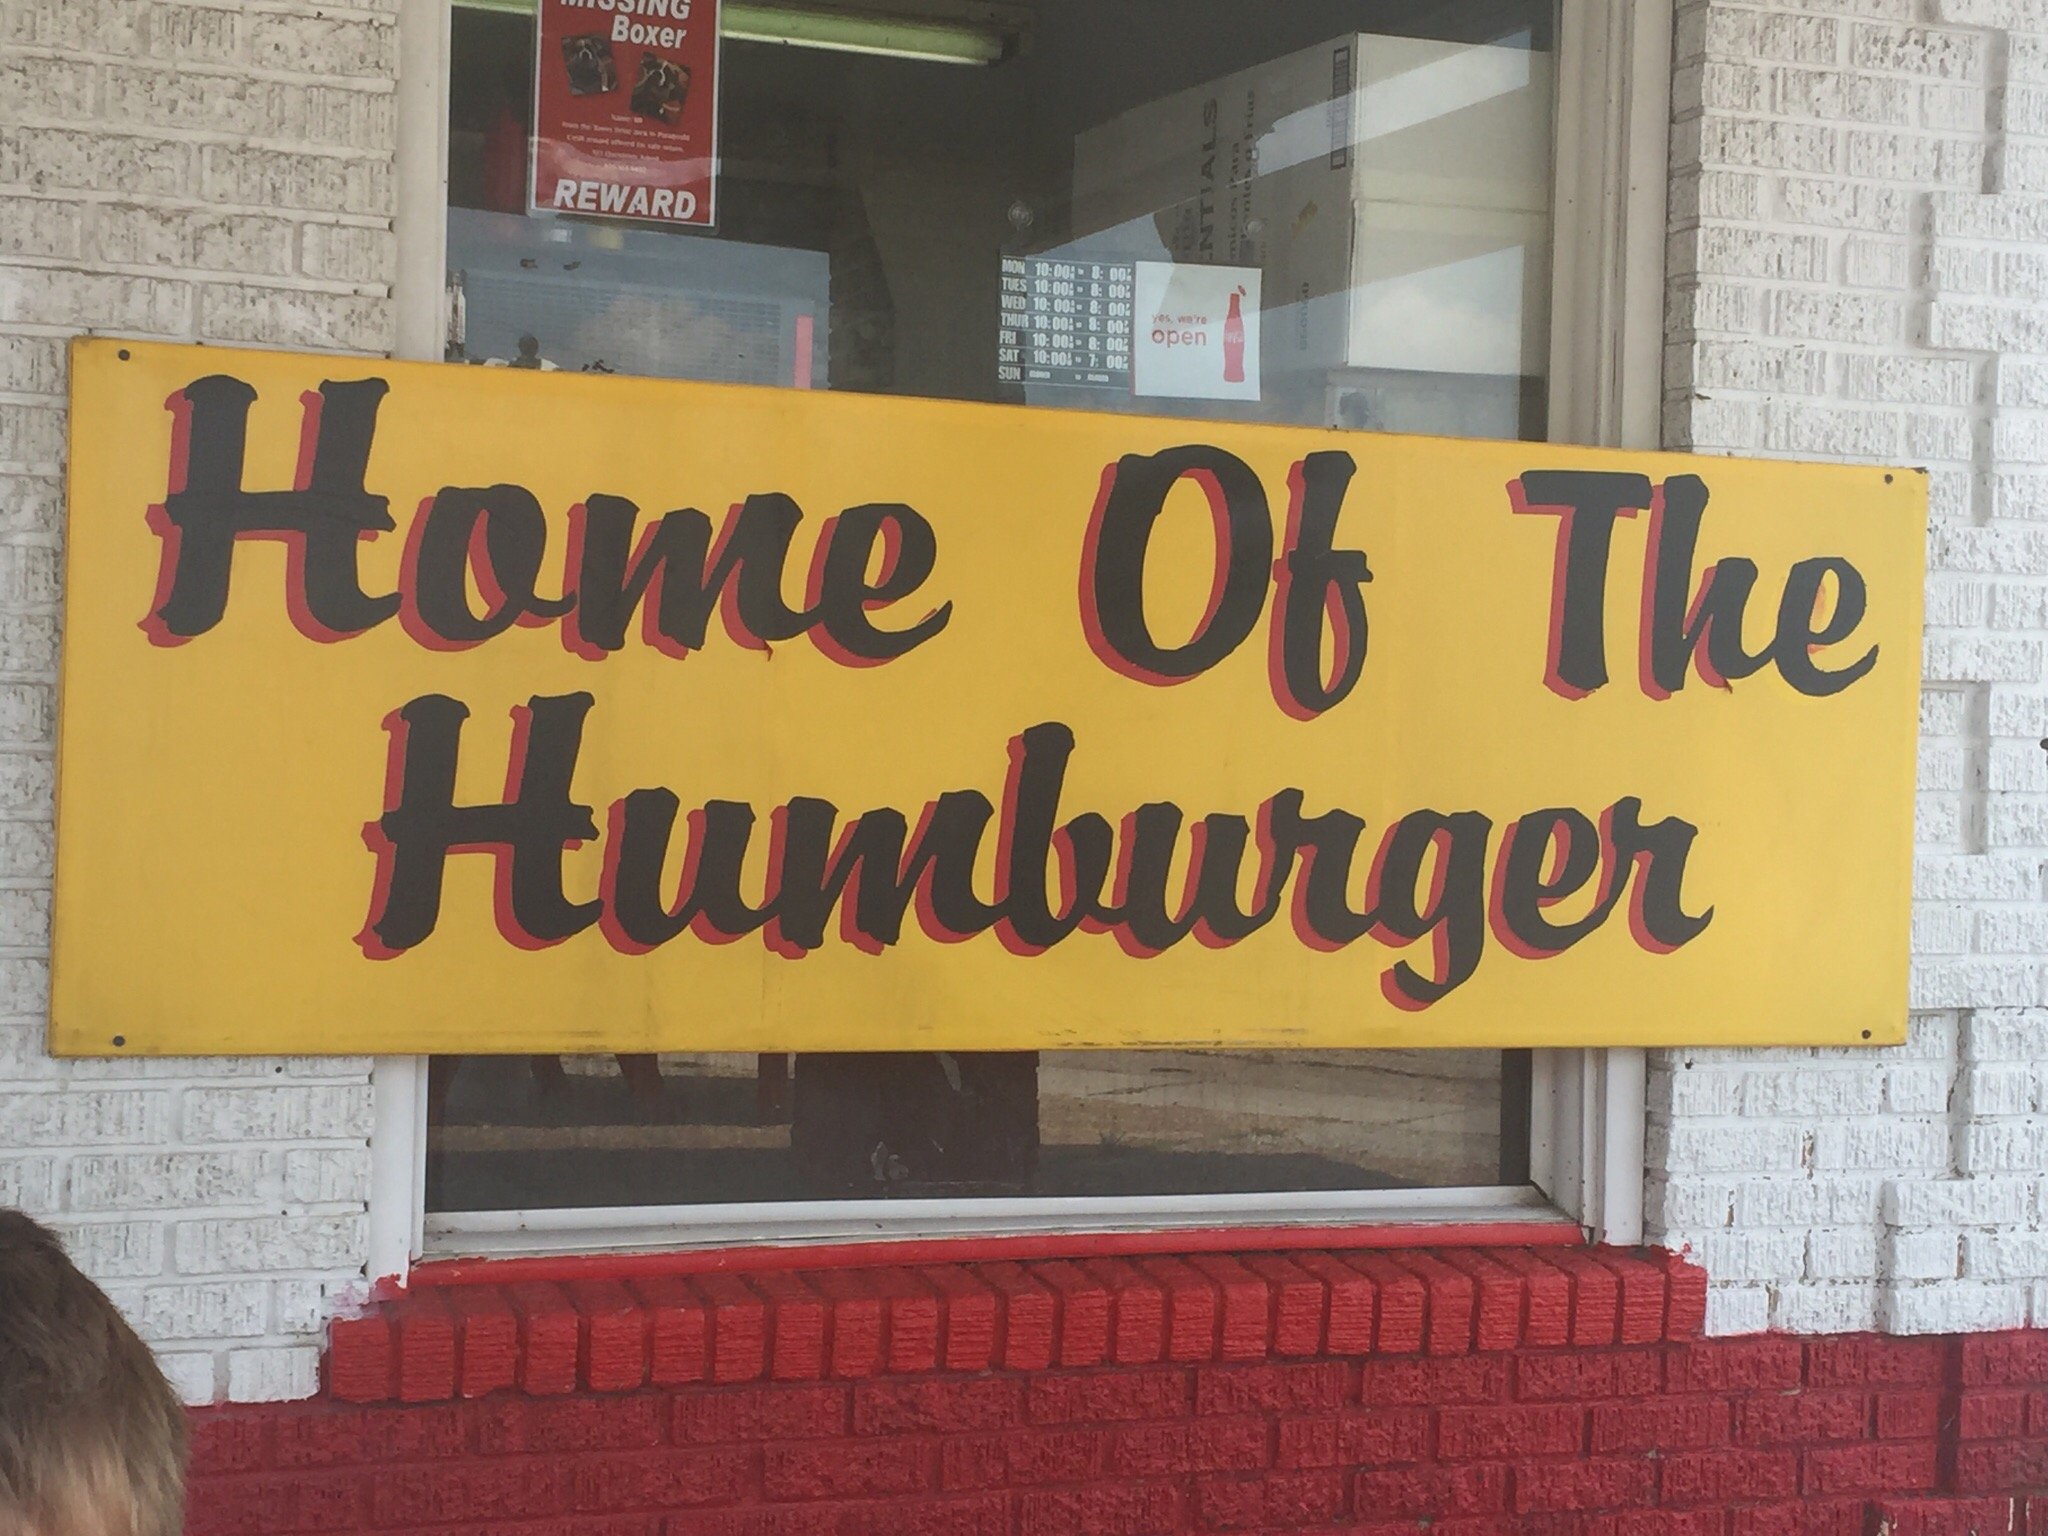 MISSING
Boxer
REWARD
ENTIALS
MON 10:00 - 8:00
TUES 10:00 - 8:00
WED 10:00 - 8:00
THUR 10:00 - 8:00
FRI 10:00 - 8:00
SAT 10:00 - 7:00
SUN
yes, we're
open
Home Of The
Humburger